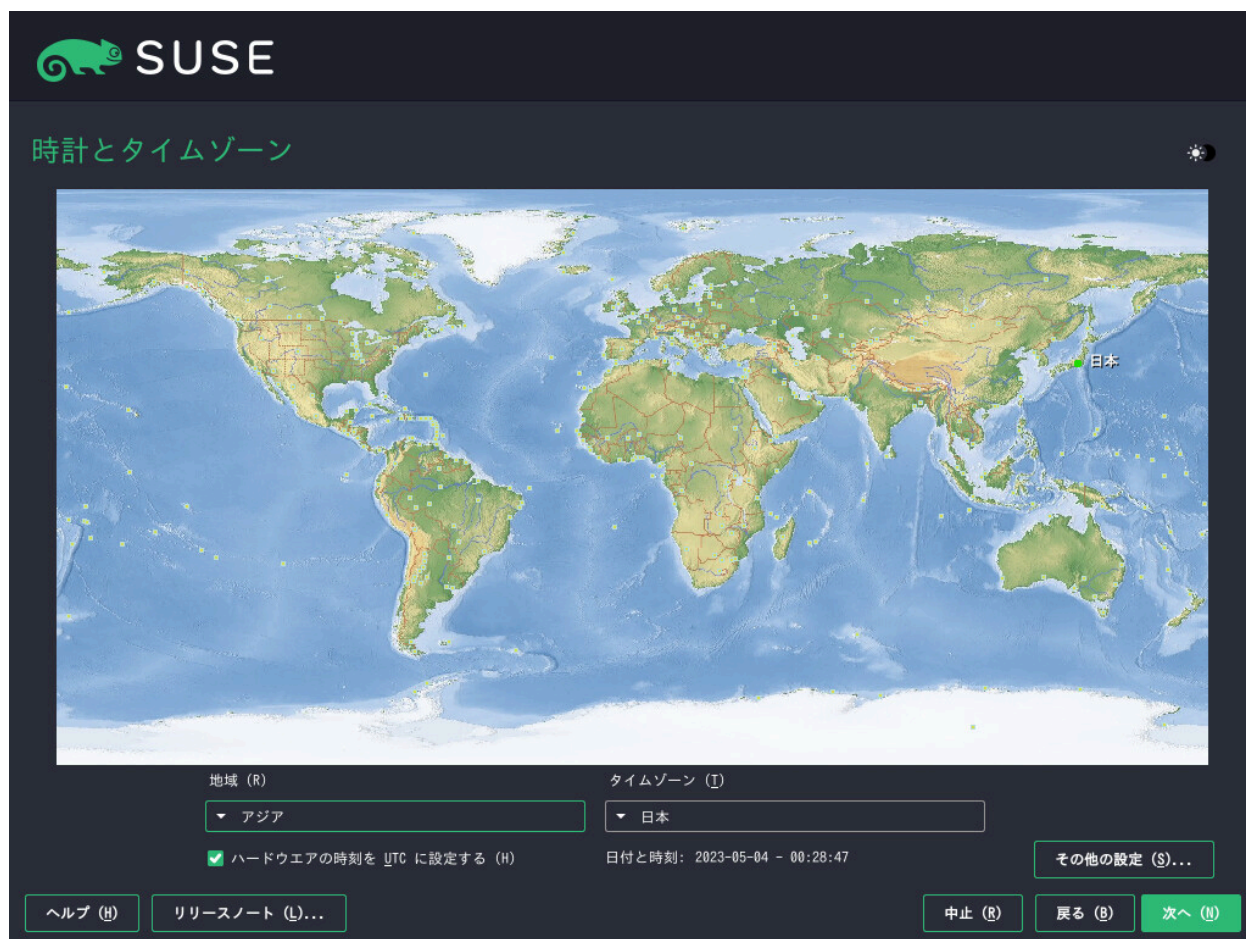 SUSE
時計とタイムゾーン
日本
地域 (R)
タイムゾーン (T)
アジア
日本
ハードウエアの時刻を UTC に設定する (H)
日付と時刻: 2023-05-04 - 00:28:47
その他の設定 (S)...
ヘルプ (H)
リリースノート (L)...
中止 (R)
戻る (B)
次へ (N)